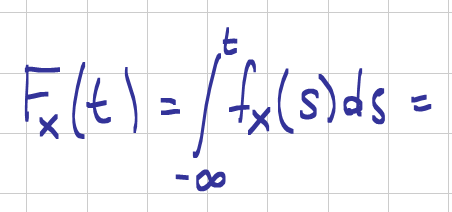 F_x(t) = ∫_{-∞}^{t} f_x(s)ds =